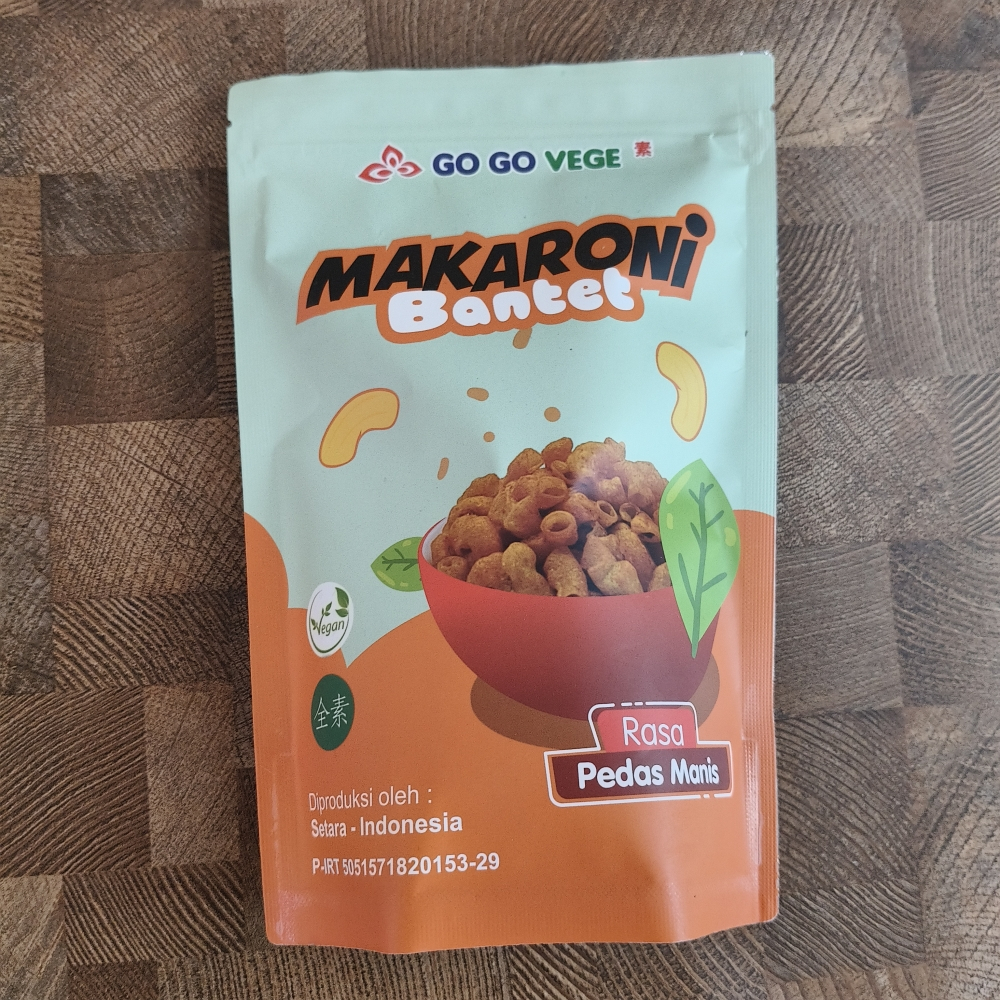 GO GO VEGE 素
MAKARONi
Bantet
Vegan
全素
Rasa
Pedas Manis
Diproduksi oleh :
Setara - Indonesia
P-IRT 5051571820153-29